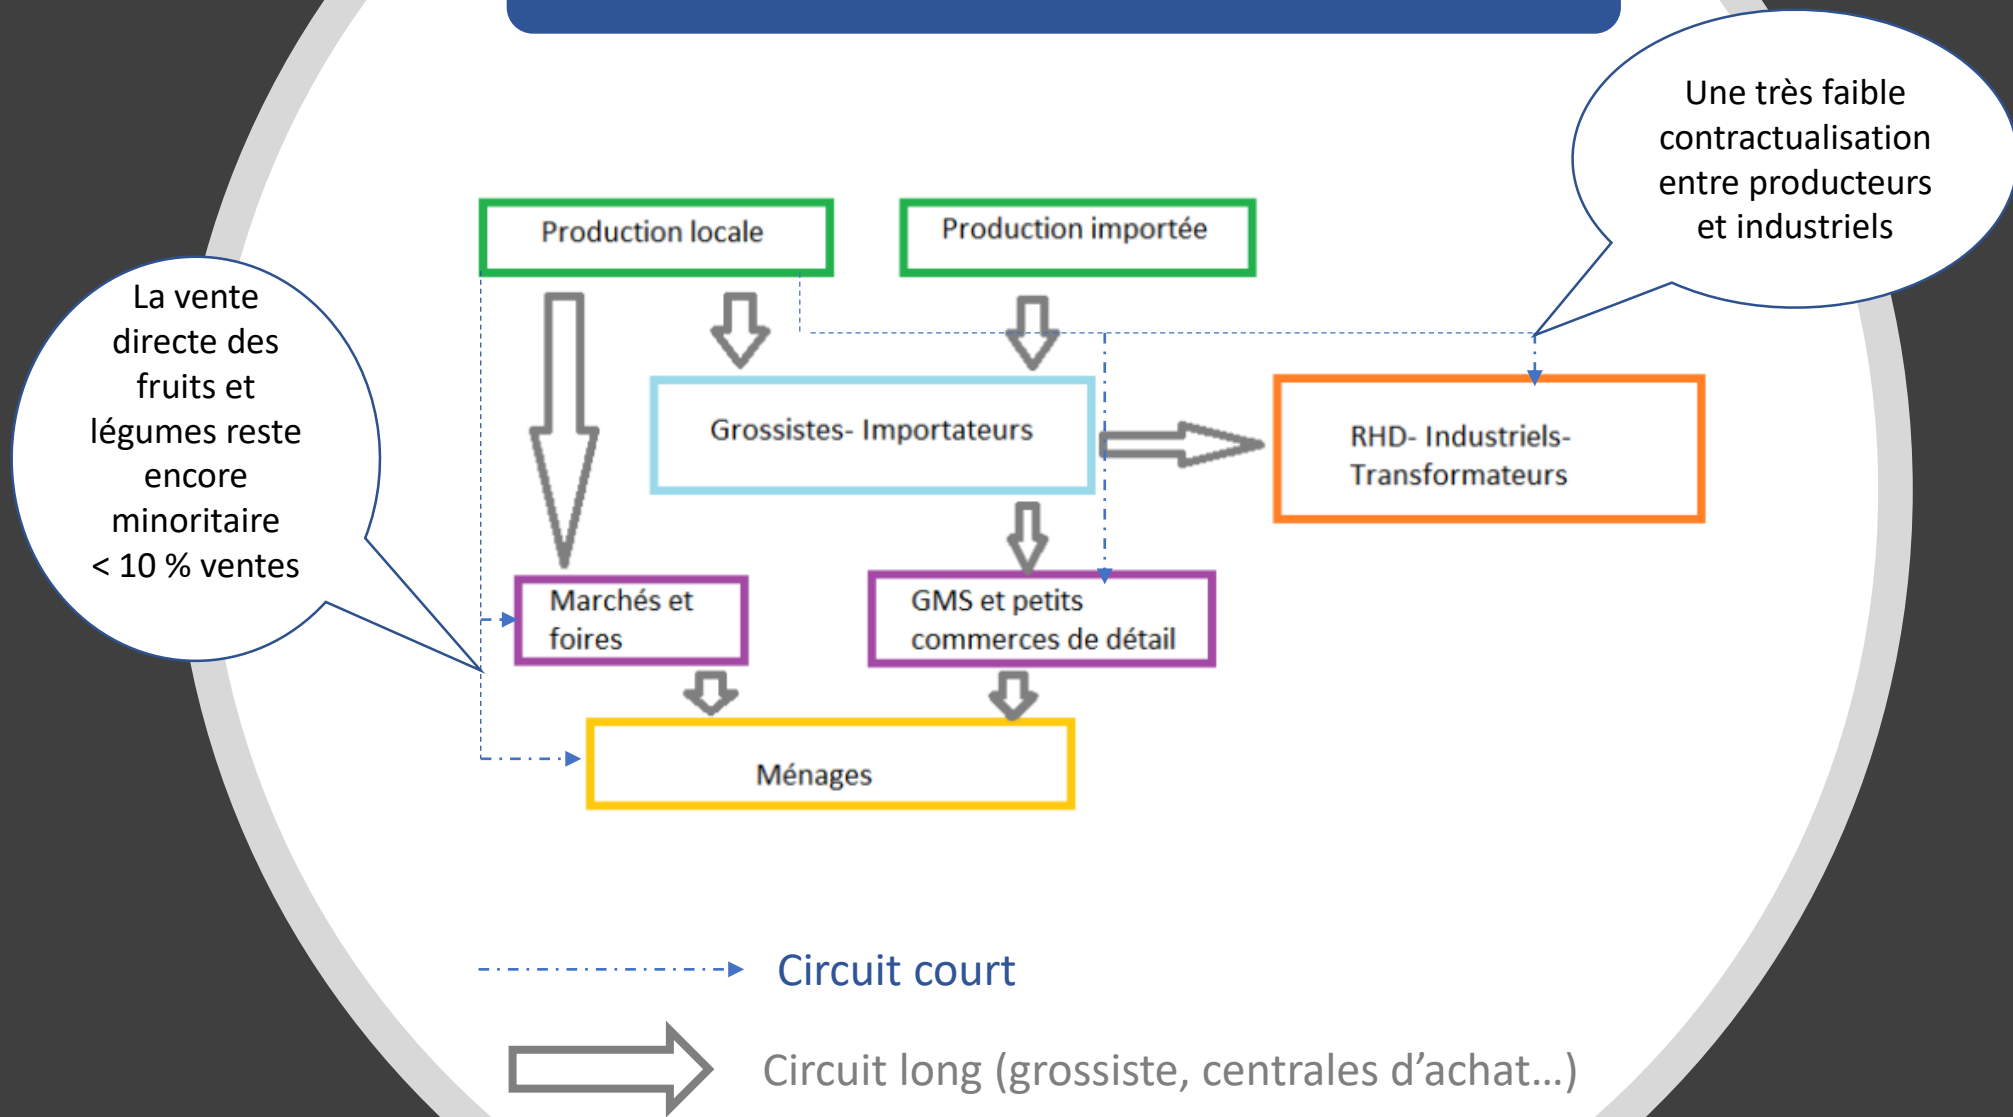 Une très faible
contractualisation
entre producteurs
et industriels
Production locale
Production importée
La vente
directe des
fruits et
légumes reste
encore
minoritaire
< 10 % ventes
Grossistes- Importateurs
RHD- Industriels-
Transformateurs
Marchés et
foires
GMS et petits
commerces de détail
Ménages
Circuit court
Circuit long (grossiste, centrales d’achat…)